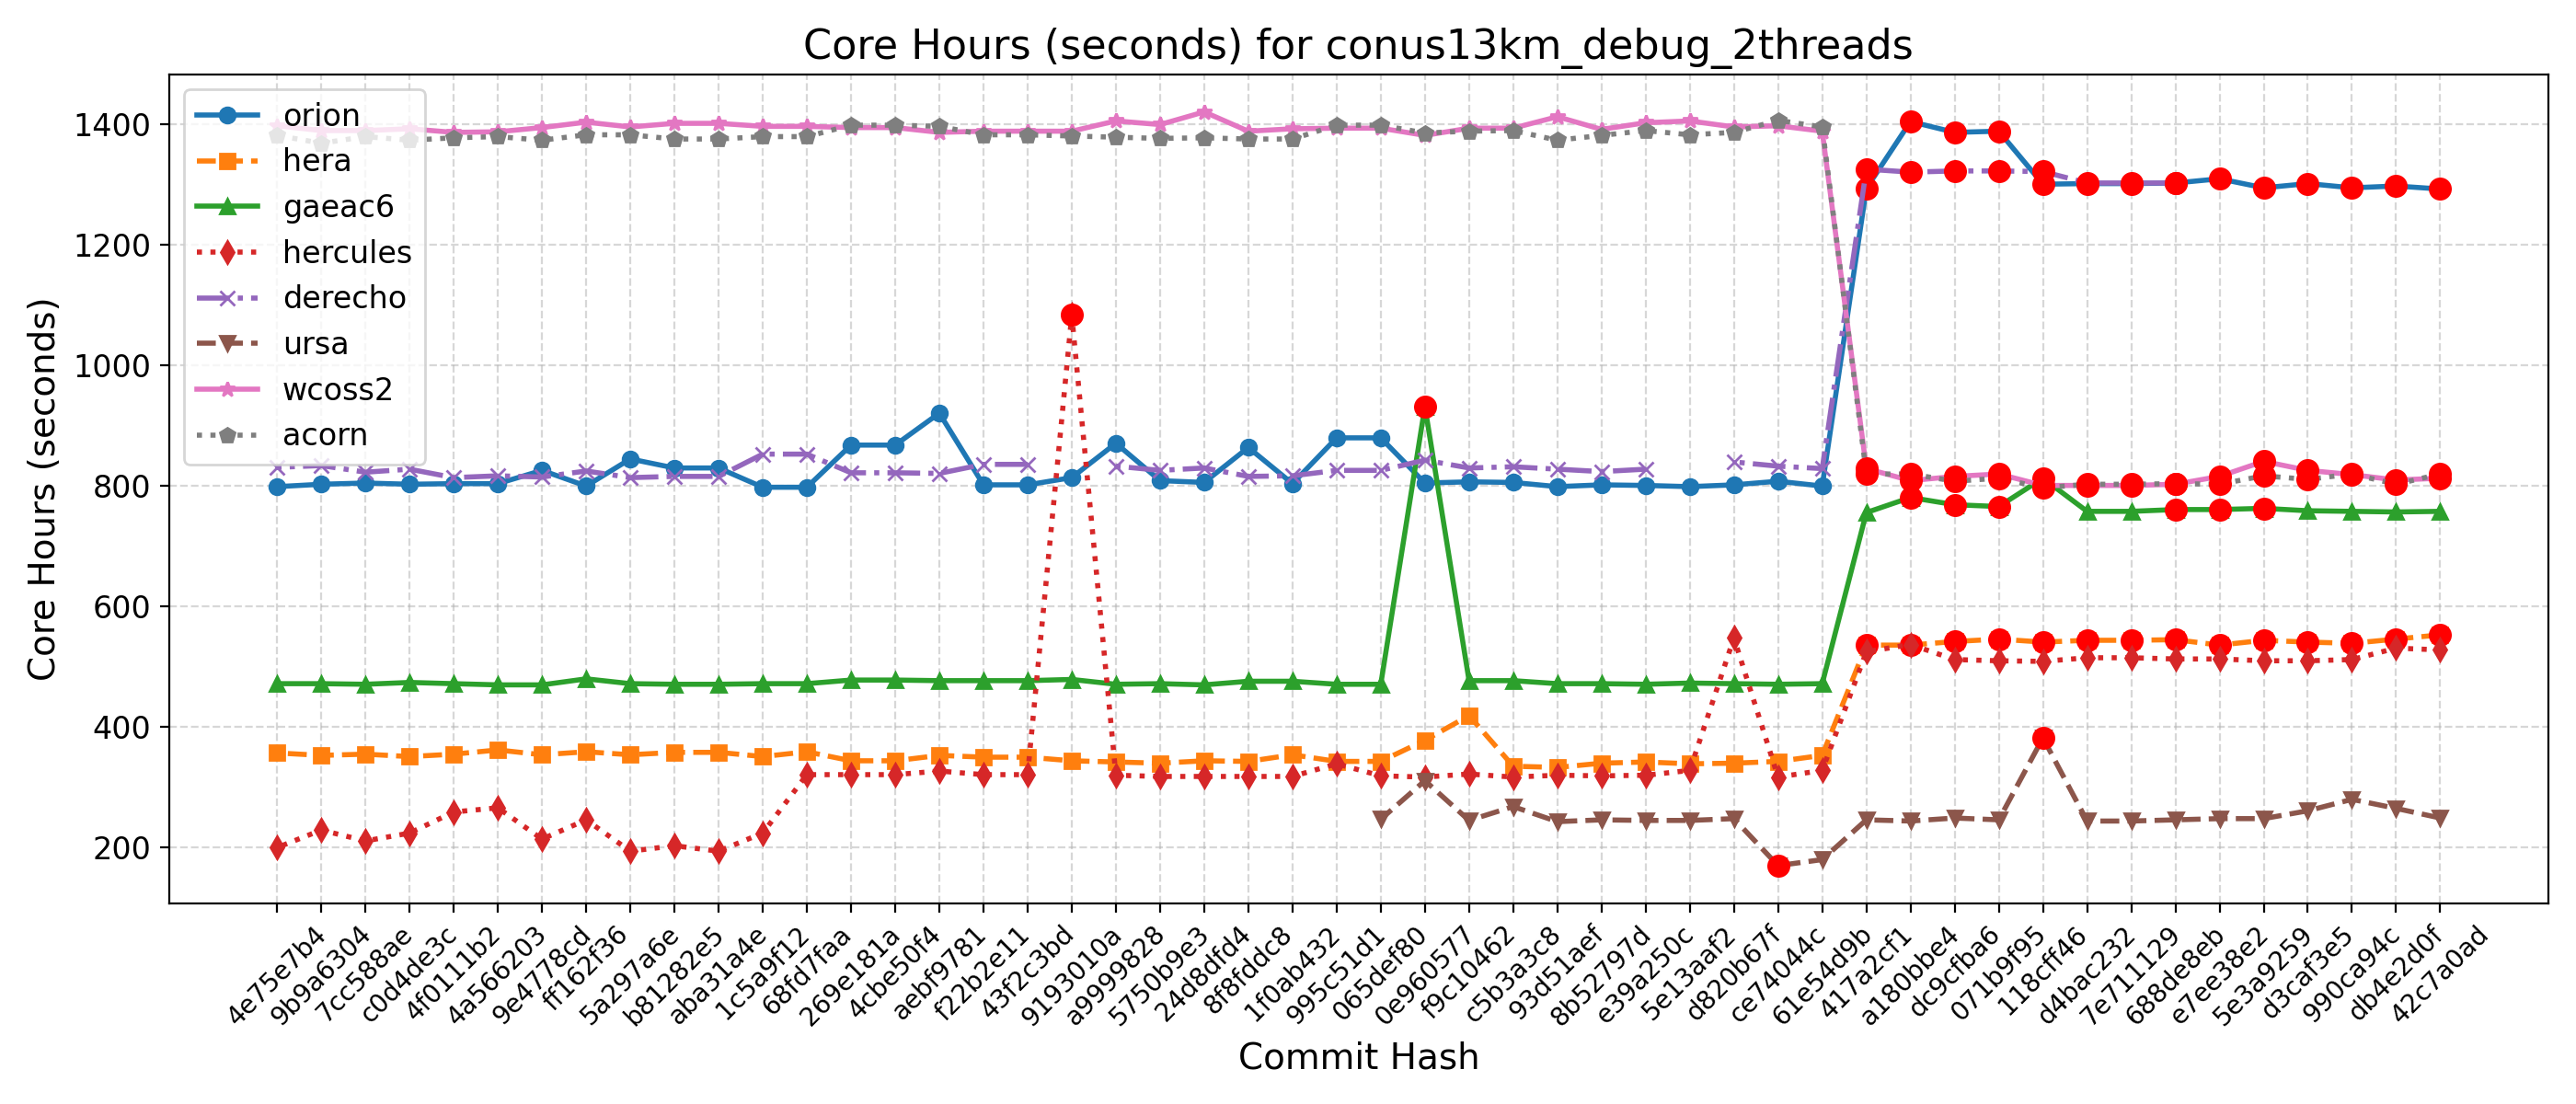 Core Hours (seconds) for conus13km_debug_2threads
Core Hours (seconds)
1400
1200
1000
800
600
400
200
orion
hera
gaeac6
hercules
derecho
ursa
wcoss2
acorn
4e75e7b4
9b9a6304
7cc588ae
c0d4de3c
4f0111b2
4a566203
9e4778cd
ff162f36
5a297a6e
b81282e5
aba31a4e
1c5a9f12
68fd7faa
269e181a
4cbe50f4
aebf9781
f22b2e11
43f2c3bd
9193010a
a9999828
5750b9e3
24d8dfd4
8f8fddc8
1f0ab432
995c51d1
065def80
0e960577
f9c10462
c5b3a3c8
93d51aef
8b52797d
e39a250c
5e13aaf2
d820b67f
ce74044c
61e54d9b
417a2cf1
a180bbe4
dc9cfba6
071b9f95
118cff46
d4bac232
7e711129
688de8eb
e7ee38e2
5e3a9259
d3caf3e5
990ca94c
db4e2d0f
42c7a0ad
Commit Hash